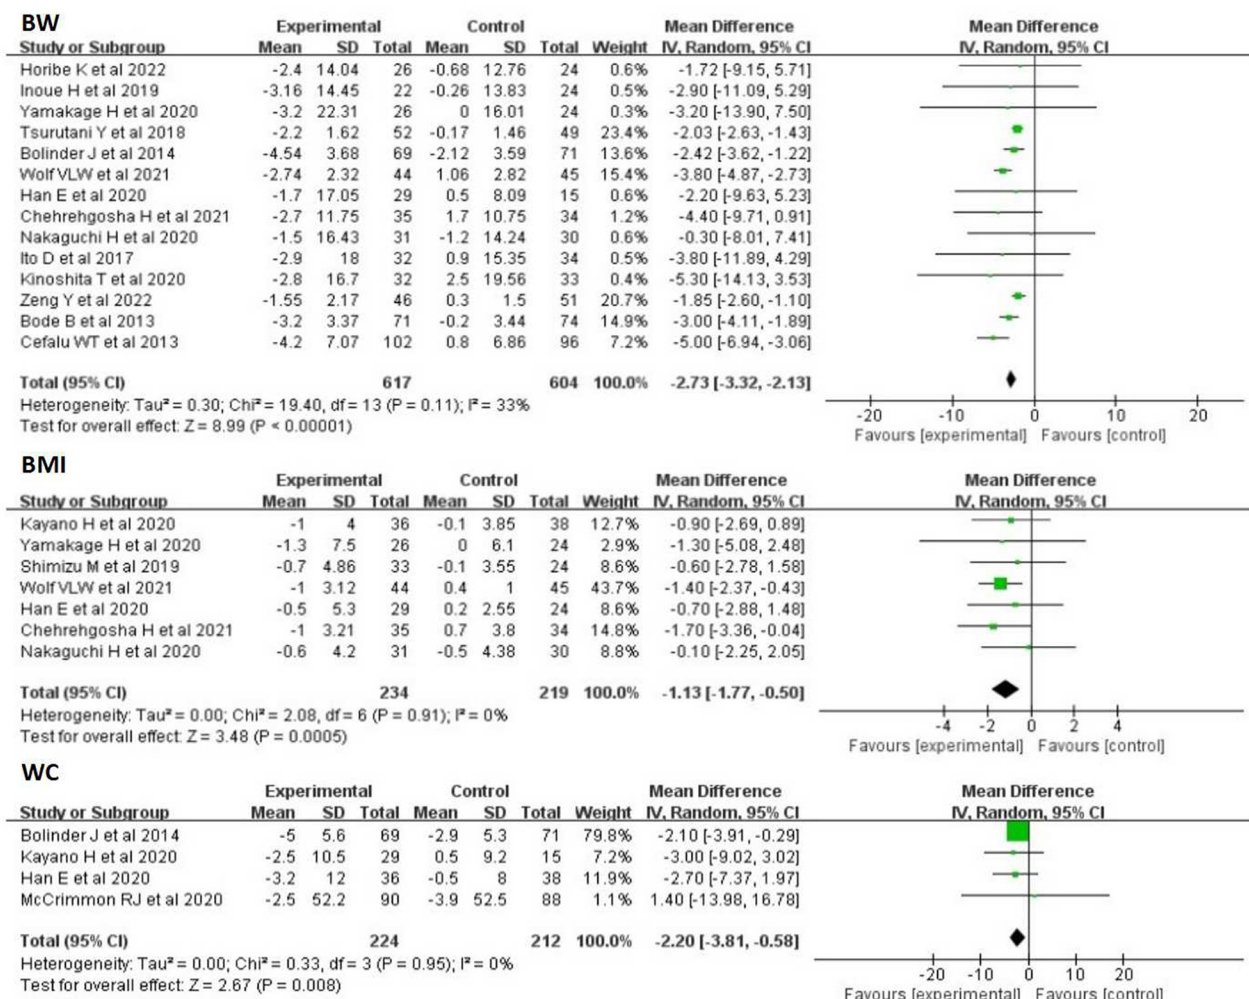 BW
Experimental Control Mean Difference Mean Difference
Study or Subgroup Mean SD Total Mean SD Total Weight IV, Random, 95% CI IV, Random, 95% CI
Horibe K et al 2022 -2.4 14.04 26 -0.68 12.76 24 0.6% -1.72 [-9.15, 5.71]
Inoue H et al 2019 -3.16 14.45 22 -0.26 13.83 24 0.5% -2.90 [-11.09, 5.29]
Yamakage H et al 2020 -3.2 22.31 26 0 16.01 24 0.3% -3.20 [-13.90, 7.50]
Tsurutani Y et al 2018 -2.2 1.62 52 -0.17 1.46 49 23.4% -2.03 [-2.63, -1.43]
Bolinder J et al 2014 -4.54 3.68 69 -2.12 3.59 71 13.6% -2.42 [-3.62, -1.22]
Wolf VLW et al 2021 -2.74 2.32 44 1.06 2.82 45 15.4% -3.80 [-4.87, -2.73]
Han E et al 2020 -1.7 17.05 29 0.5 8.09 15 0.6% -2.20 [-9.63, 5.23]
Chehrehgosha H et al 2021 -2.7 11.75 35 1.7 10.75 34 1.2% -4.40 [-9.71, 0.91]
Nakaguchi H et al 2020 -1.5 16.43 31 -1.2 14.24 30 0.6% -0.30 [-8.01, 7.41]
Ito D et al 2017 -2.9 18 32 0.9 15.35 34 0.5% -3.80 [-11.89, 4.29]
Kinoshita T et al 2020 -2.8 16.7 32 2.5 19.56 33 0.4% -5.30 [-14.13, 3.53]
Zeng Y et al 2022 -1.55 2.17 46 0.3 1.5 51 20.7% -1.85 [-2.60, -1.10]
Bode B et al 2013 -3.2 3.37 71 -0.2 3.44 74 14.9% -3.00 [-4.11, -1.89]
Cefalu WT et al 2013 -4.2 7.07 102 0.8 6.86 96 7.2% -5.00 [-6.94, -3.06]
Total (95% CI) 617 604 100.0% -2.73 [-3.32, -2.13]
Heterogeneity: Tau² = 0.30; Chi² = 19.40, df = 13 (P = 0.11); I² = 33%
Test for overall effect: Z = 8.99 (P < 0.00001)
-20 -10 0 10 20
Favours [experimental] Favours [control]
BMI
Experimental Control Mean Difference Mean Difference
Study or Subgroup Mean SD Total Mean SD Total Weight IV, Random, 95% CI IV, Random, 95% CI
Kayano H et al 2020 -1 4 36 -0.1 3.85 38 12.7% -0.90 [-2.69, 0.89]
Yamakage H et al 2020 -1.3 7.5 26 0 6.1 24 2.9% -1.30 [-5.08, 2.48]
Shimizu M et al 2019 -0.7 4.86 33 -0.1 3.55 24 8.6% -0.60 [-2.78, 1.58]
Wolf VLW et al 2021 -1 3.12 44 0.4 1 45 43.7% -1.40 [-2.37, -0.43]
Han E et al 2020 -0.5 5.3 29 0.2 2.55 24 8.6% -0.70 [-2.88, 1.48]
Chehrehgosha H et al 2021 -1 3.21 35 0.7 3.8 34 14.8% -1.70 [-3.36, -0.04]
Nakaguchi H et al 2020 -0.6 4.2 31 -0.5 4.38 30 8.8% -0.10 [-2.25, 2.05]
Total (95% CI) 234 219 100.0% -1.13 [-1.77, -0.50]
Heterogeneity: Tau² = 0.00; Chi² = 2.08, df = 6 (P = 0.91); I² = 0%
Test for overall effect: Z = 3.48 (P = 0.0005)
-4 -2 0 2 4
Favours [experimental] Favours [control]
WC
Experimental Control Mean Difference Mean Difference
Study or Subgroup Mean SD Total Mean SD Total Weight IV, Random, 95% CI IV, Random, 95% CI
Bolinder J et al 2014 -5 5.6 69 -2.9 5.3 71 79.8% -2.10 [-3.91, -0.29]
Kayano H et al 2020 -2.5 10.5 29 0.5 9.2 15 7.2% -3.00 [-9.02, 3.02]
Han E et al 2020 -3.2 12 36 -0.5 8 38 11.9% -2.70 [-7.37, 1.97]
McCrimmon RJ et al 2020 -2.5 52.2 90 -3.9 52.5 88 1.1% 1.40 [-13.98, 16.78]
Total (95% CI) 224 212 100.0% -2.20 [-3.81, -0.58]
Heterogeneity: Tau² = 0.00; Chi² = 0.33, df = 3 (P = 0.95); I² = 0%
Test for overall effect: Z = 2.67 (P = 0.008)
-20 -10 0 10 20
Favours [experimental] Favours [control]